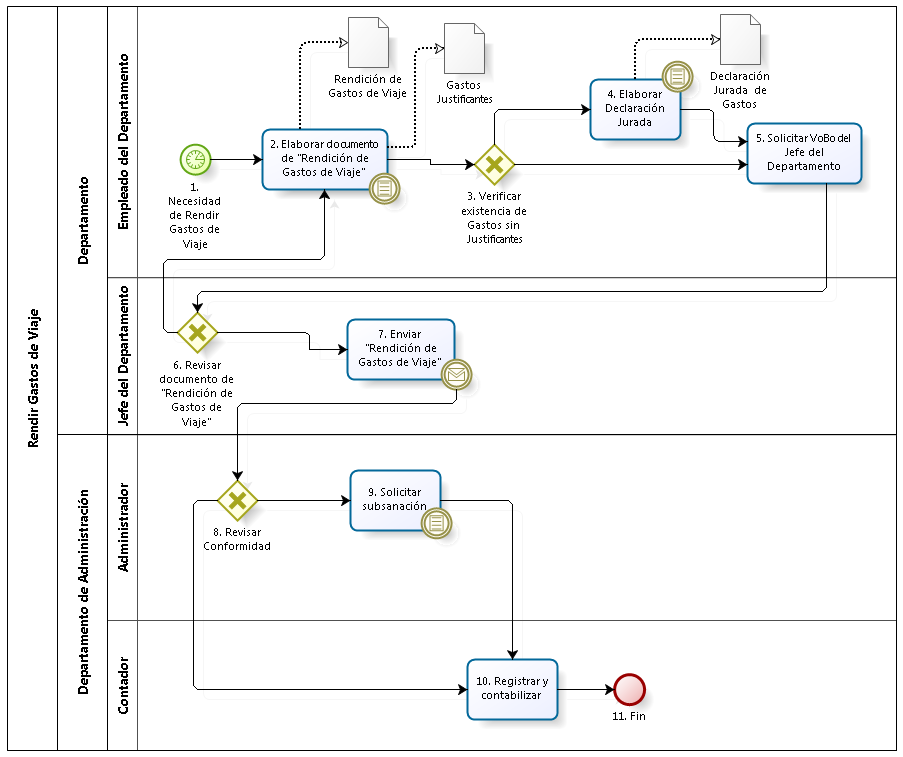 Rendir Gastos de Viaje
Departamento
Empleado del Departamento
1.
Necesidad
de Rendir
Gastos de
Viaje
2. Elaborar documento
de "Rendición de
Gastos de Viaje"
Rendición de
Gastos de Viaje
Gastos
Justificantes
3. Verificar
existencia de
Gastos sin
Justificantes
4. Elaborar
Declaración
Jurada
Declaración
Jurada de
Gastos
5. Solicitar VoBo del
Jefe del
Departamento
Jefe del Departamento
6. Revisar
documento de
"Rendición de
Gastos de
Viaje"
7. Enviar
"Rendición de
Gastos de Viaje"
Departamento de Administración
Administrador
8. Revisar
Conformidad
9. Solicitar
subsanación
Contador
10. Registrar y
contabilizar
11. Fin